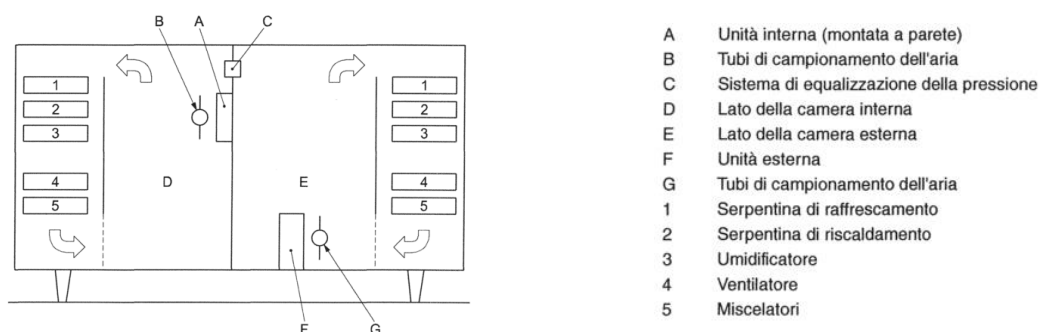 B A C
1 1
2 2
3 3
4 D E 4
5 5
F G
A Unità interna (montata a parete)
B Tubi di campionamento dell'aria
C Sistema di equalizzazione della pressione
D Lato della camera interna
E Lato della camera esterna
F Unità esterna
G Tubi di campionamento dell'aria
1 Serpentina di raffrescamento
2 Serpentina di riscaldamento
3 Umidificatore
4 Ventilatore
5 Miscelatori